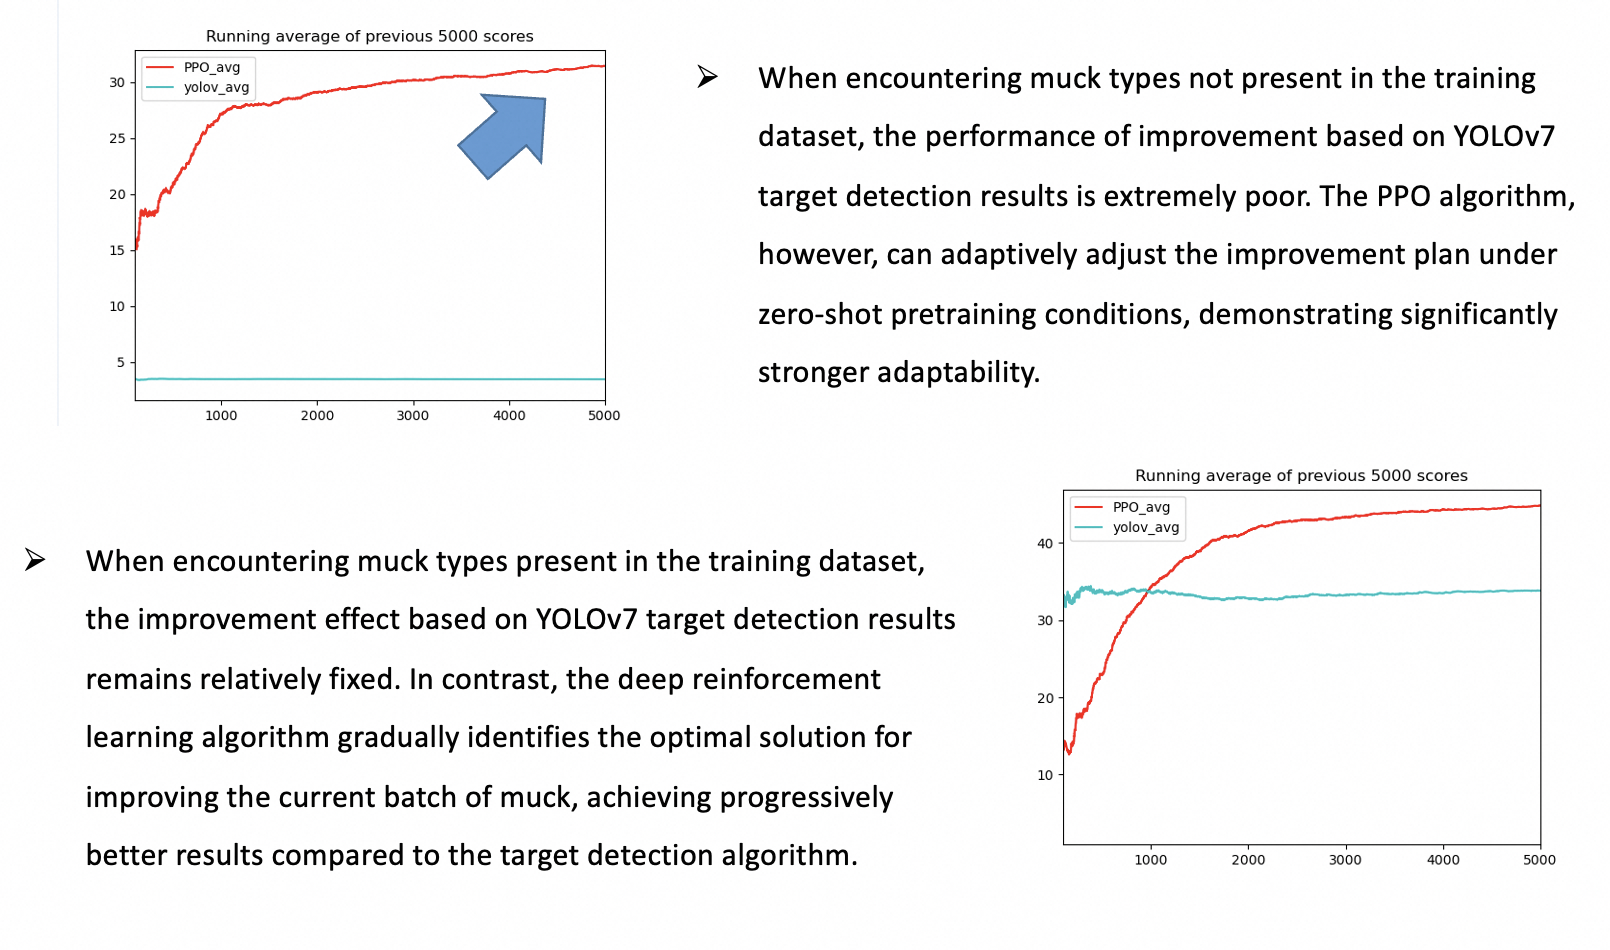 Running average of previous 5000 scores
PPO_avg
yolov_avg
30
25
20
15
10
5
1000 2000 3000 4000 5000
➢ When encountering muck types not present in the training
dataset, the performance of improvement based on YOLOv7
target detection results is extremely poor. The PPO algorithm,
however, can adaptively adjust the improvement plan under
zero-shot pretraining conditions, demonstrating significantly
stronger adaptability.
➢ When encountering muck types present in the training dataset,
the improvement effect based on YOLOv7 target detection results
remains relatively fixed. In contrast, the deep reinforcement
learning algorithm gradually identifies the optimal solution for
improving the current batch of muck, achieving progressively
better results compared to the target detection algorithm.
Running average of previous 5000 scores
PPO_avg
yolov_avg
40
30
20
10
1000 2000 3000 4000 5000